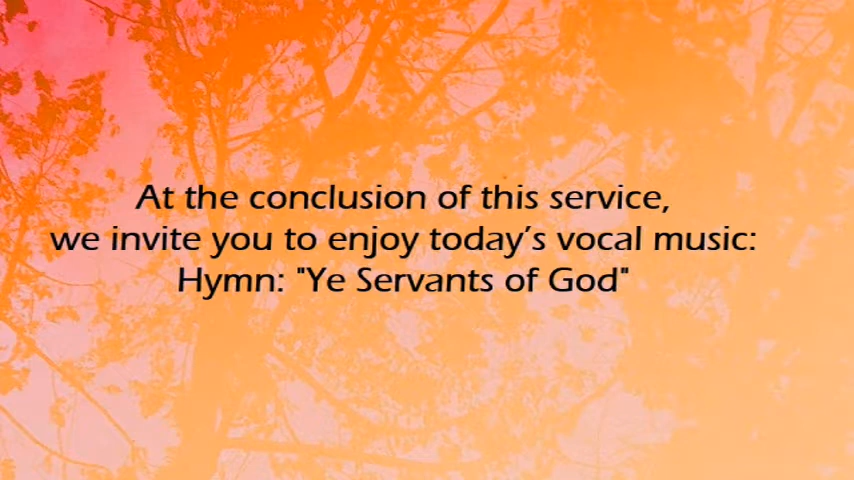 At the conclusion of this service,
we invite you to enjoy today’s vocal music:
Hymn: "Ye Servants of God"